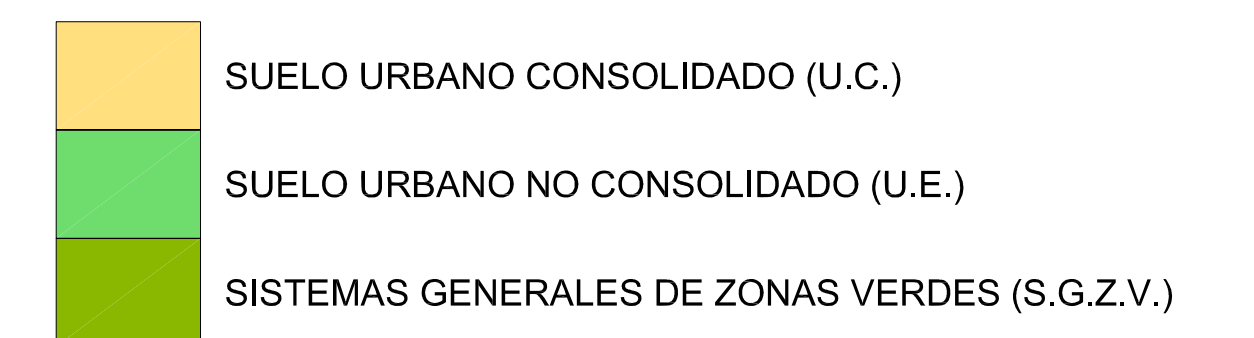 SUELO URBANO CONSOLIDADO (U.C.)
SUELO URBANO NO CONSOLIDADO (U.E.)
SISTEMAS GENERALES DE ZONAS VERDES (S.G.Z.V.)